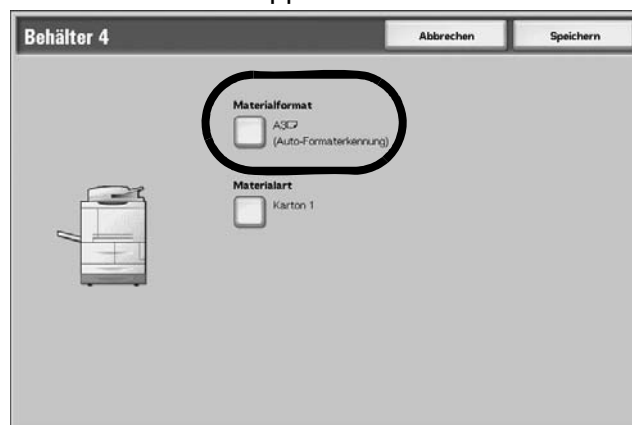 Behälter 4
Abbrechen
Speichern
Materialformat
A3
(Auto-Formaterkennung)
Materialart
Karton 1